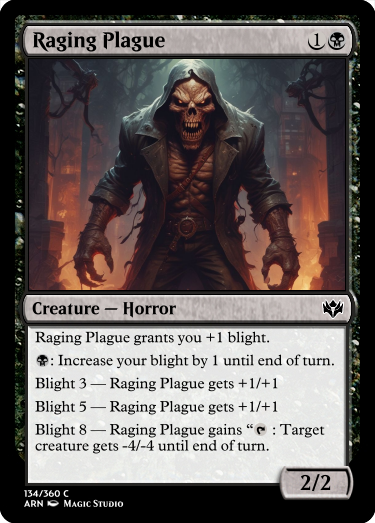 Raging Plague 1
Creature — Horror
Raging Plague grants you +1 blight.
: Increase your blight by 1 until end of turn.
Blight 3 — Raging Plague gets +1/+1
Blight 5 — Raging Plague gets +1/+1
Blight 8 — Raging Plague gains “ : Target
creature gets -4/-4 until end of turn.
2/2
134/360 C
ARN Magic Studio